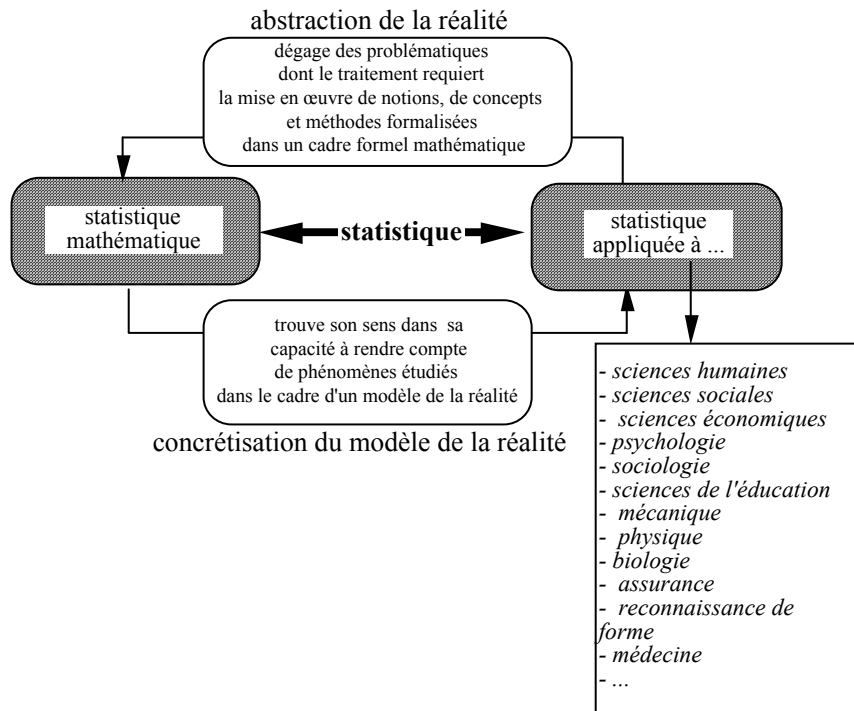 abstraction de la réalité
dégage des problématiques
dont le traitement requiert
la mise en œuvre de notions, de concepts
et méthodes formalisées
dans un cadre formel mathématique
statistique
mathématique
statistique
statistique
appliquée à ...
trouve son sens dans sa
capacité à rendre compte
de phénomènes étudiés
dans le cadre d'un modèle de la réalité
concrétisation du modèle de la réalité
- sciences humaines
- sciences sociales
- sciences économiques
- psychologie
- sociologie
- sciences de l'éducation
- mécanique
- physique
- biologie
- assurance
- reconnaissance de
forme
- médecine
- ...